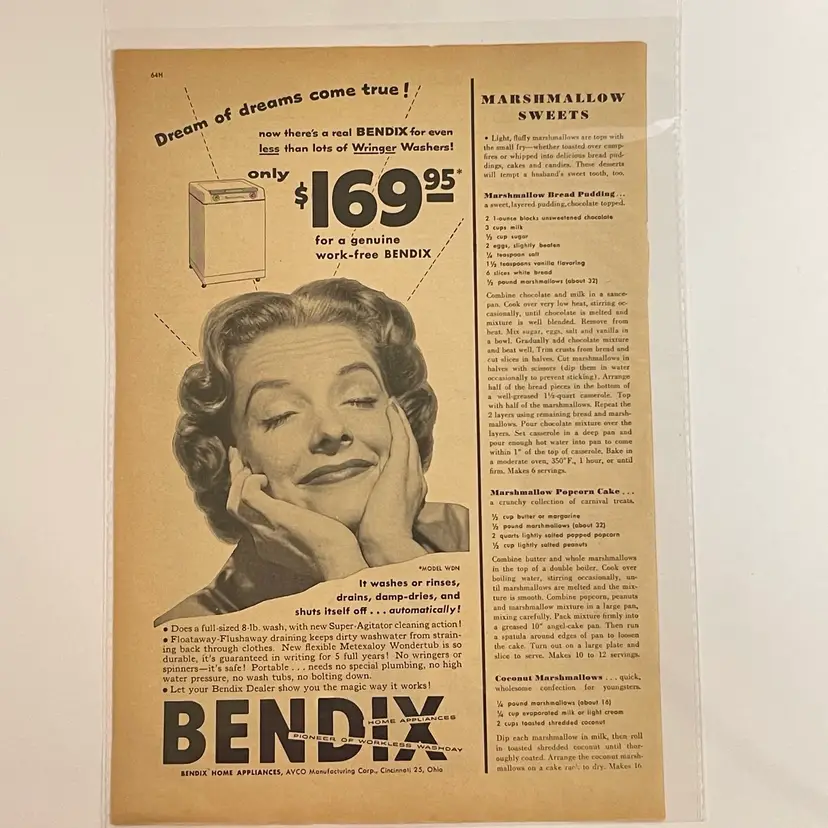 64H
Dream of dreams come true!
now there's a real BENDIX for even
less than lots of Wringer Washers!
only
$169.95*
for a genuine
work-free BENDIX
*MODEL WDN
It washes or rinses,
drains, damp-dries, and
shuts itself off . . . automatically!
• Does a full-sized 8-lb. wash, with new Super-Agitator cleaning action!
• Floataway-Flushaway draining keeps dirty washwater from strain-
ing back through clothes. New flexible Metexaloy Wondertub is so
durable, it's guaranteed in writing for 5 full years! No wringers or
spinners—it's safe! Portable . . . needs no special plumbing, no high
water pressure, no wash tubs, no bolting down.
• Let your Bendix Dealer show you the magic way it works!
BENDIX
HOME APPLIANCES
PIONEER OF WORKLESS WASHDAY
BENDIX HOME APPLIANCES, AVCO Manufacturing Corp., Cincinnati 25, Ohio
MARSHMALLOW
SWEETS
• Light, fluffy marshmallows are tops with
the small fry—whether toasted over camp-
fires or whipped into delicious bread pud-
dings, cakes and candies. These desserts
will tempt a husband's sweet tooth, too.
Marshmallow Bread Pudding . . .
a sweet, layered pudding, chocolate topped.
2 1-ounce blocks unsweetened chocolate
3 cups milk
½ cup sugar
2 eggs, slightly beaten
¼ teaspoon salt
1½ teaspoons vanilla flavoring
6 slices white bread
½ pound marshmallows (about 32)
Combine chocolate and milk in a sauce-
pan. Cook over very low heat, stirring oc-
casionally, until chocolate is melted and
mixture is well blended. Remove from
heat. Mix sugar, eggs, salt and vanilla in
a bowl. Gradually add chocolate mixture
and beat well. Trim crusts from bread and
cut slices in halves. Cut marshmallows in
halves with scissors (dip them in water
occasionally to prevent sticking). Arrange
half of the bread pieces in the bottom of
a well-greased 1½-quart casserole. Top
with half of the marshmallows. Repeat the
2 layers using remaining bread and marsh-
mallows. Pour chocolate mixture over the
layers. Set casserole in a deep pan and
pour enough hot water into pan to come
within 1" of the top of casserole. Bake in
a moderate oven, 350°F., 1 hour, or until
firm. Makes 6 servings.
Marshmallow Popcorn Cake . . .
a crunchy collection of carnival treats.
½ cup butter or margarine
½ pound marshmallows (about 32)
2 quarts lightly salted popped popcorn
½ cup lightly salted peanuts
Combine butter and whole marshmallows
in the top of a double boiler. Cook over
boiling water, stirring occasionally, un-
til marshmallows are melted and the mix-
ture is smooth. Combine popcorn, peanuts
and marshmallow mixture in a large pan,
mixing carefully. Pack mixture firmly into
a greased 10" angel-cake pan. Then run
a spatula around edges of pan to loosen
the cake. Turn out on a large plate and
slice to serve. Makes 10 to 12 servings.
Coconut Marshmallows . . . quick,
wholesome confection for youngsters.
¼ pound marshmallows (about 16)
¼ cup evaporated milk or light cream
2 cups toasted shredded coconut
Dip each marshmallow in milk, then roll
in toasted shredded coconut until thor-
oughly coated. Arrange the coconut marsh-
mallows on a cake rack to dry. Makes 16